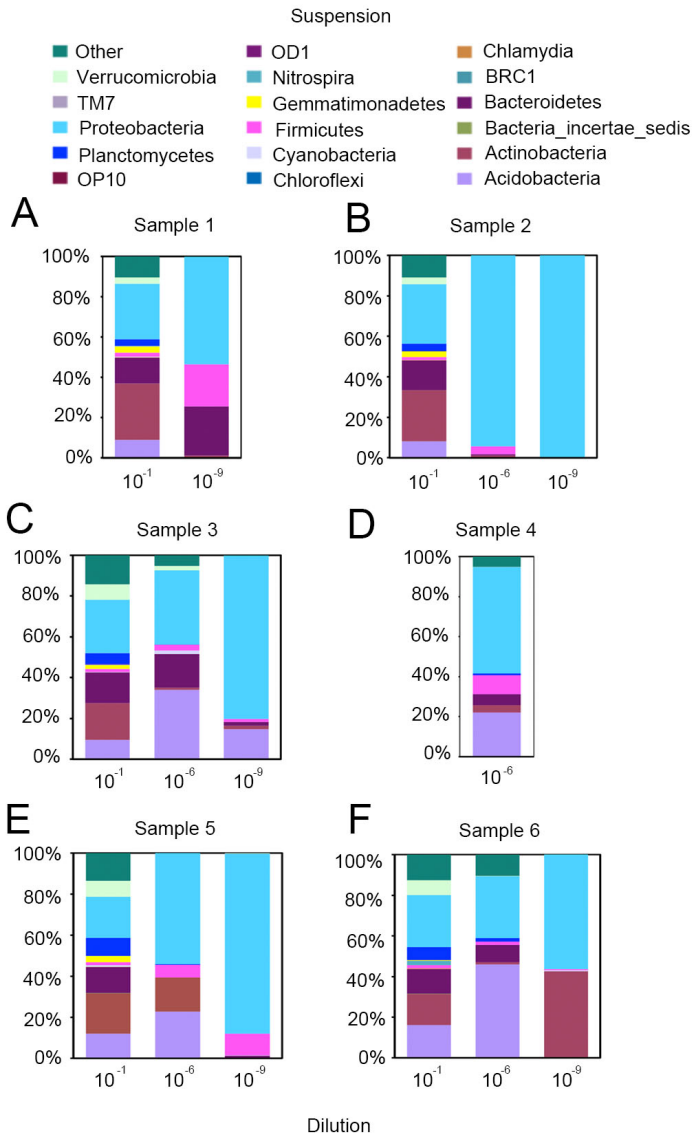 Suspension
Other
OD1
Chlamydia
Verrucomicrobia
Nitrospira
BRC1
TM7
Gemmatimonadetes
Bacteroidetes
Proteobacteria
Firmicutes
Bacteria_incertae_sedis
Planctomycetes
Cyanobacteria
Actinobacteria
OP10
Chloroflexi
Acidobacteria
A
Sample 1
100%
80%
60%
40%
20%
0%
10-1
10-9
B
Sample 2
100%
80%
60%
40%
20%
0%
10-1
10-6
10-9
C
Sample 3
100%
80%
60%
40%
20%
0%
10-1
10-6
10-9
D
Sample 4
100%
80%
60%
40%
20%
0%
10-6
E
Sample 5
100%
80%
60%
40%
20%
0%
10-1
10-6
10-9
F
Sample 6
100%
80%
60%
40%
20%
0%
10-1
10-6
10-9
Dilution